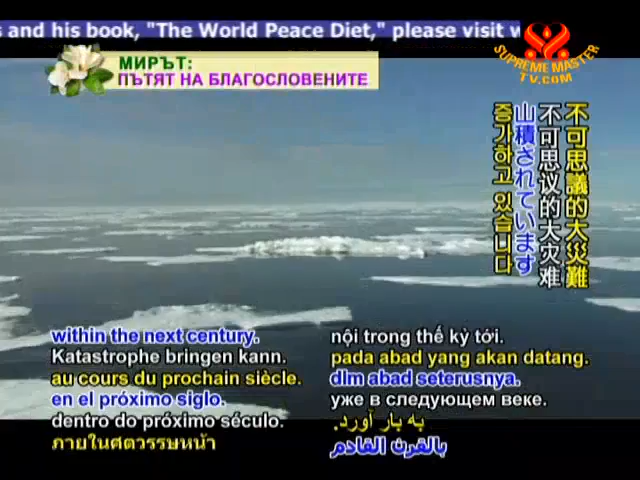 s and his book, "The World Peace Diet," please visit w
SUPREME MASTER
TV.COM
МИРЪТ:
ПЪТЯТ НА БЛАГОСЛОВЕНИТЕ
不可思議的大災難
不可思议的大灾难
山積されています
증가하고 있습니다
within the next century.
Katastrophe bringen kann.
au cours du prochain siècle.
en el próximo siglo.
dentro do próximo século.
ภายในศตวรรษหน้า
nội trong thế kỷ tới.
pada abad yang akan datang.
dlm abad seterusnya.
уже в следующем веке.
به بار آورد.
بالقرن القادم